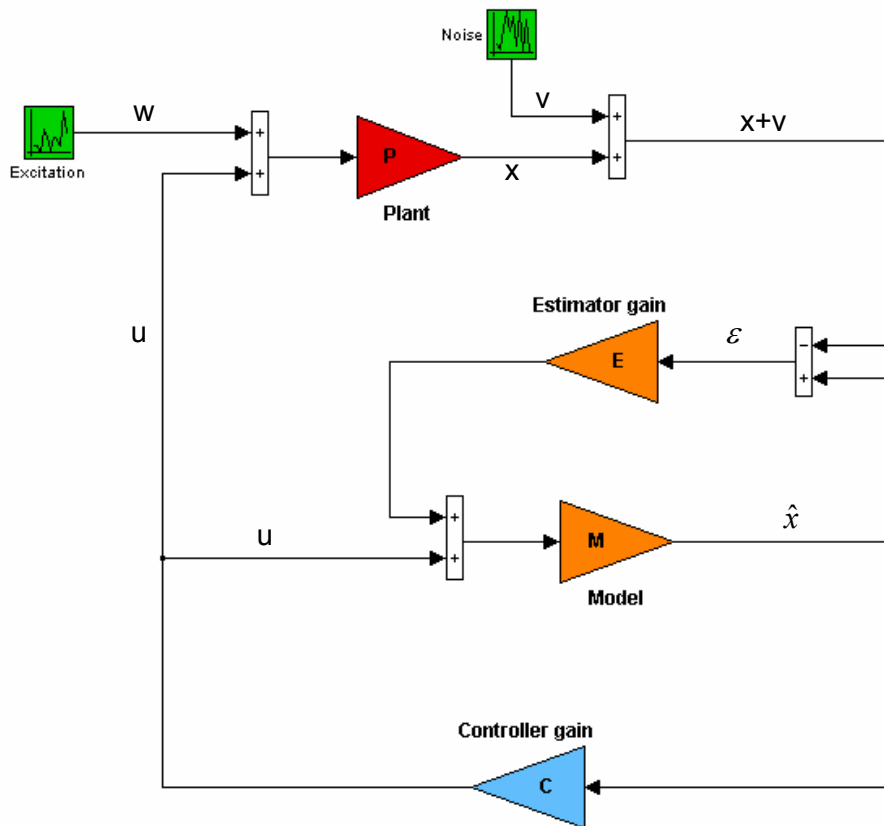 Noise
v
w
x+v
+
+
+
+
Excitation
P
x
Plant
u
Estimator gain
ε
E
−
+
u
+
+
M
x̂
Model
Controller gain
C